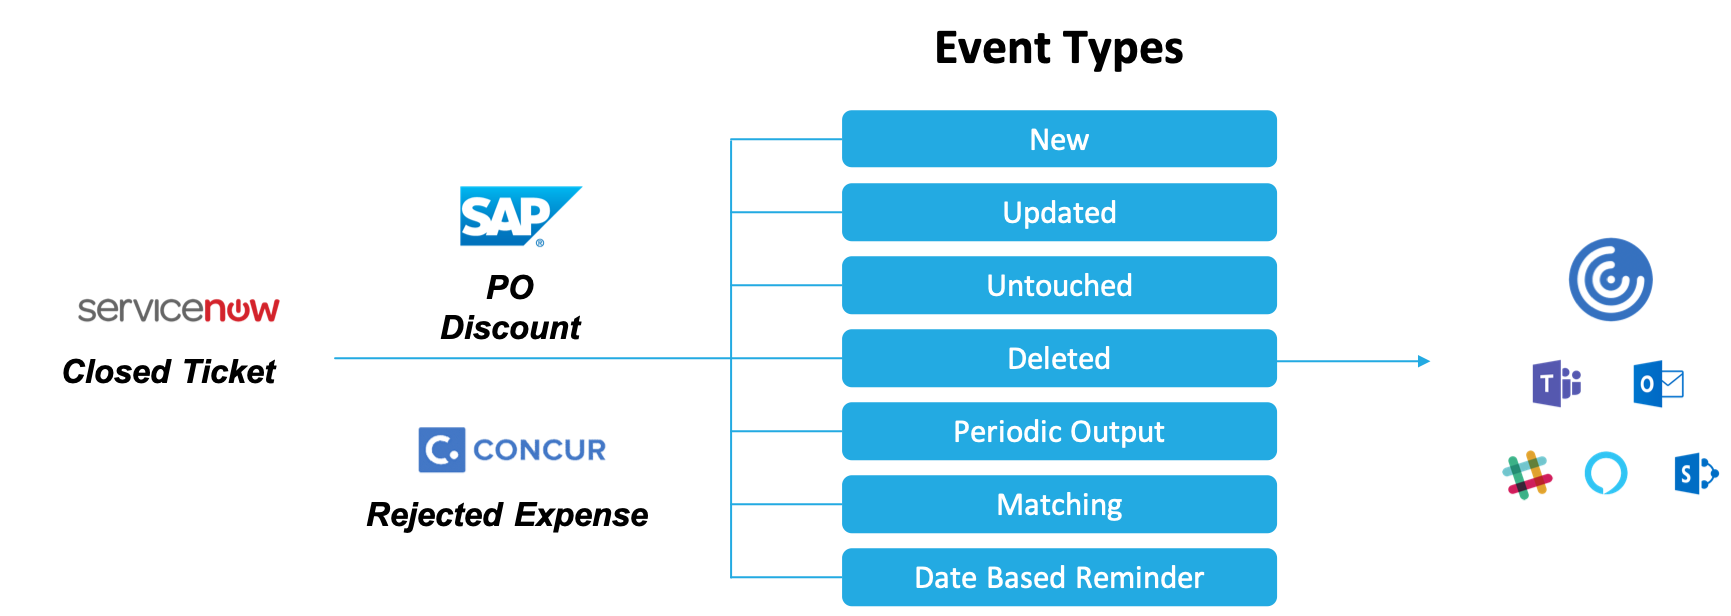 Event Types
servicenow
Closed Ticket
SAP®
PO
Discount
C. CONCUR
Rejected Expense
New
Updated
Untouched
Deleted
Periodic Output
Matching
Date Based Reminder
T
O
S